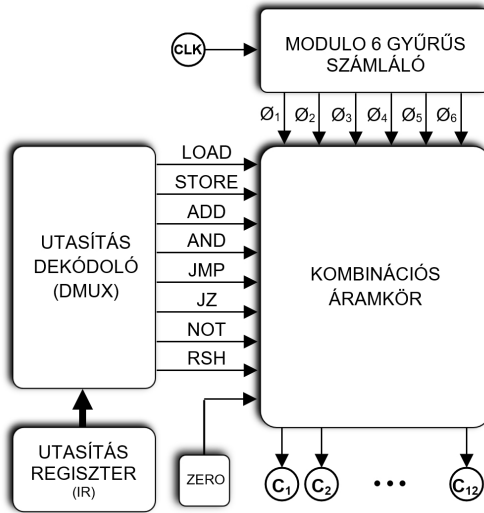 CLK
MODULO 6 GYŰRŰS
SZÁMLÁLÓ
Ø1 Ø2 Ø3 Ø4 Ø5 Ø6
LOAD
STORE
ADD
AND
JMP
JZ
NOT
RSH
UTASÍTÁS
DEKÓDOLÓ
(DMUX)
KOMBINÁCIÓS
ÁRAMKÖR
UTASÍTÁS
REGISZTER
(IR)
ZERO
C1 C2 ••• C12